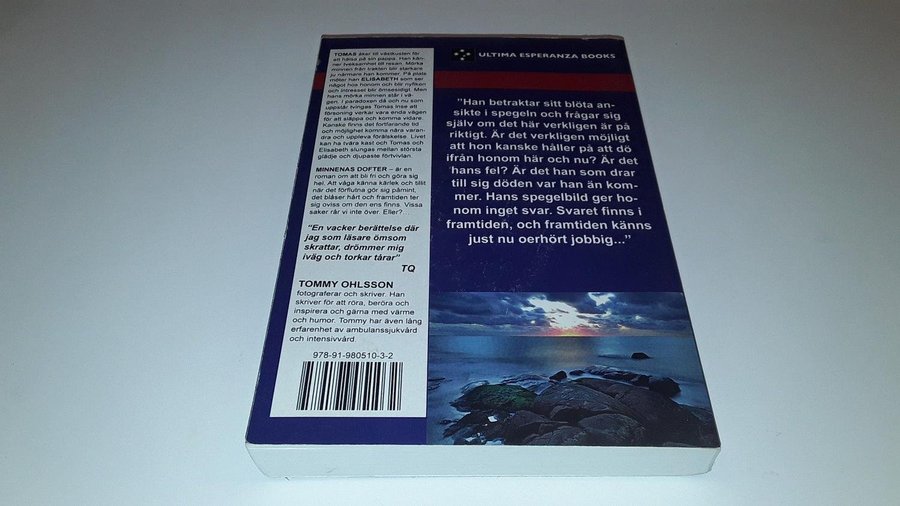 TOMAS åker till västkusten för
att hälsa på sin pappa. Han kän-
ner tveksamhet till resan. Mörka
minnen från trakten blir starkare
ju närmare han kommer. På plats
möter han ELISABETH som ser
något hos honom och blir nyfiken
och intresset blir ömsesidigt. Men
hans mörka minnen står i vä-
gen. I paradoxen då och nu som
uppstår tvingas Tomas inse att
försoning verkar vara enda vägen
för att släppa och komma vidare.
Kanske finns det fortfarande tid
och möjlighet komma nära varan-
dra och uppleva förälskelse. Livet
kan ha tvära kast och Tomas och
Elisabeth slungas mellan största
glädje och djupaste förtvivlan.
MINNENAS DOFTER – är en
roman om att bli fri och göra sig
hel. Att våga känna kärlek och tillit
när det förflutna gör sig påmint,
det blåser hårt och framtiden ter
sig oviss om den ens finns. Vissa
saker rår vi inte över. Eller?...
"En vacker berättelse där
jag som läsare ömsom
skrattar, drömmer mig
iväg och torkar tårar"
TQ
TOMMY OHLSSON
fotograferar och skriver. Han
skriver för att röra, beröra och
inspirera och gärna med värme
och humor. Tommy har även lång
erfarenhet av ambulanssjukvård
och intensivvård.
978-91-980510-3-2
ULTIMA ESPERANZA BOOKS
"Han betraktar sitt blöta an-
sikte i spegeln och frågar sig
själv om det här verkligen är på
riktigt. Är det verkligen möjligt
att hon kanske håller på att dö
ifrån honom här och nu? Är det
hans fel? Är det han som drar
till sig döden var han än kom-
mer. Hans spegelbild ger ho-
nom inget svar. Svaret finns i
framtiden, och framtiden känns
just nu oerhört jobbig..."